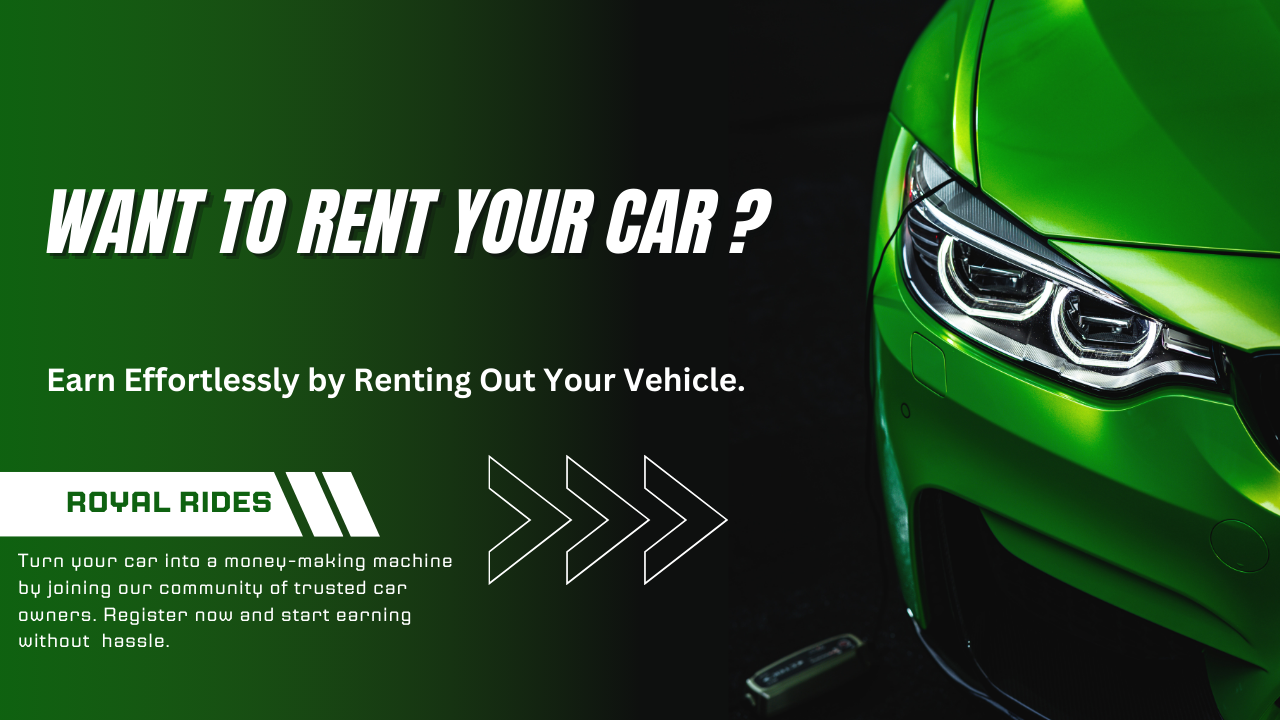 WANT TO RENT YOUR CAR ?
Earn Effortlessly by Renting Out Your Vehicle.
ROYAL RIDES
Turn your car into a money-making machine
by joining our community of trusted car
owners. Register now and start earning
without  hassle.